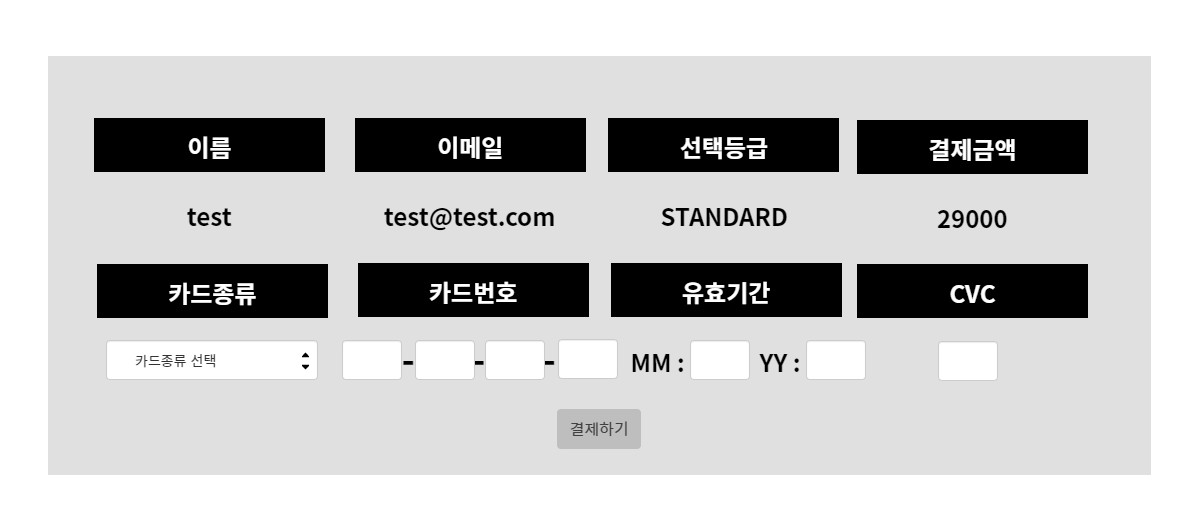 이름 이메일 선택등급 결제금액
test test@test.com STANDARD 29000
카드종류 카드번호 유효기간 CVC
카드종류 선택 - - - MM : YY :
결제하기